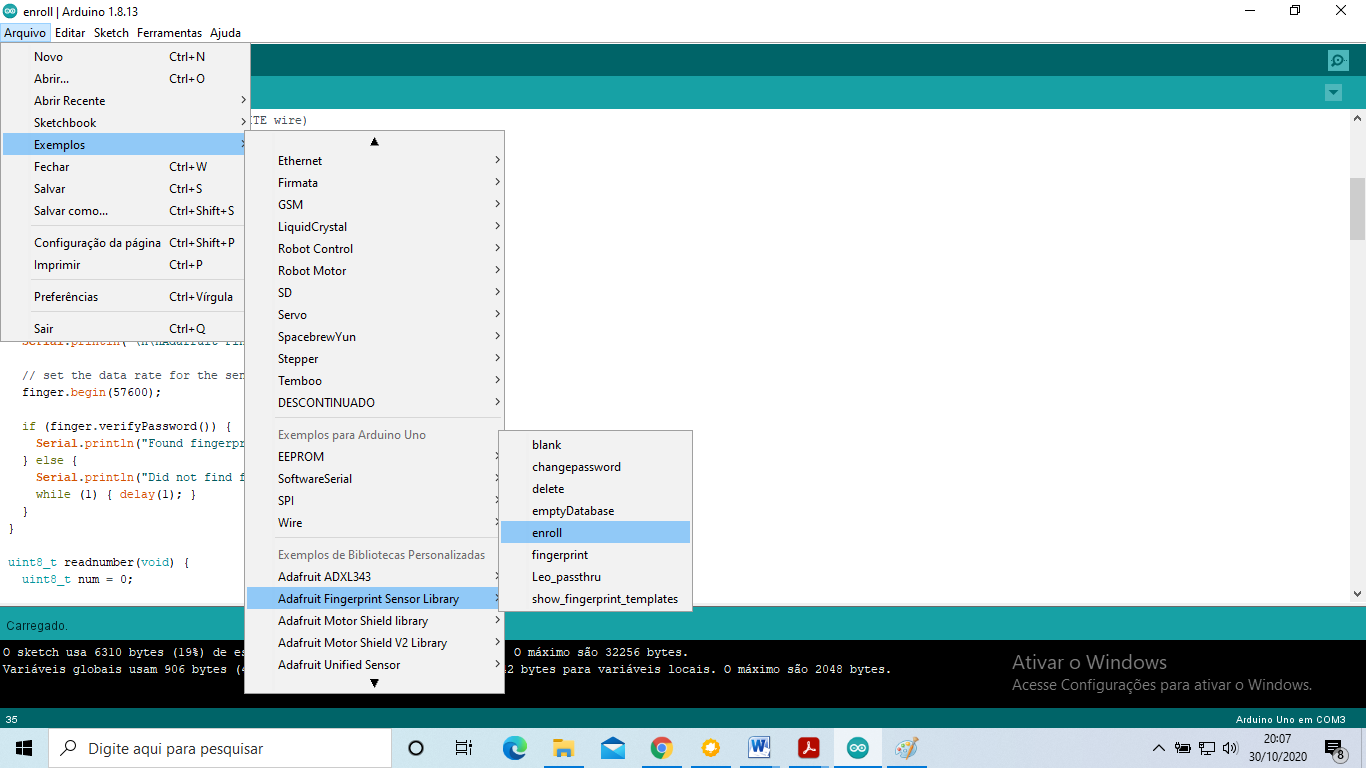 enroll | Arduino 1.8.13
Arquivo Editar Sketch Ferramentas Ajuda
Novo Ctrl+N
Abrir... Ctrl+O
Abrir Recente
Sketchbook
Exemplos
Fechar Ctrl+W
Salvar Ctrl+S
Salvar como... Ctrl+Shift+S
Configuração da página Ctrl+Shift+P
Imprimir Ctrl+P
Preferências Ctrl+Vírgula
Sair Ctrl+Q
TE wire)
Ethernet
Firmata
GSM
LiquidCrystal
Robot Control
Robot Motor
SD
Servo
SpacebrewYun
Stepper
Temboo
DESCONTINUADO
Exemplos para Arduino Uno
EEPROM
SoftwareSerial
SPI
Wire
Exemplos de Bibliotecas Personalizadas
Adafruit ADXL343
Adafruit Fingerprint Sensor Library
Adafruit Motor Shield library
Adafruit Motor Shield V2 Library
Adafruit Unified Sensor
blank
changepassword
delete
emptyDatabase
enroll
fingerprint
Leo_passthru
show_fingerprint_templates
Serial.println("\n\nAdafruit Fin
// set the data rate for the sen
finger.begin(57600);
if (finger.verifyPassword()) {
Serial.println("Found fingerpr
} else {
Serial.println("Did not find f
while (1) { delay(1); }
}
}
uint8_t readnumber(void) {
uint8_t num = 0;
Carregado.
O sketch usa 6310 bytes (19%) de es O máximo são 32256 bytes.
Variáveis globais usam 906 bytes (4 2 bytes para variáveis locais. O máximo são 2048 bytes.
Ativar o Windows
Acesse Configurações para ativar o Windows.
35 Arduino Uno em COM3
Digite aqui para pesquisar
20:07
30/10/2020
8